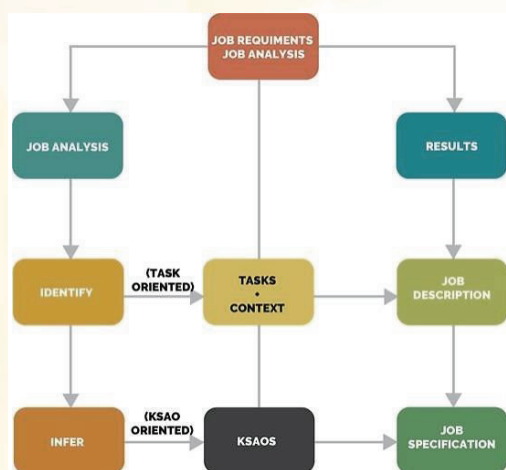 JOB REQUIMENTS
JOB ANALYSIS
JOB ANALYSIS
RESULTS
IDENTIFY
(TASK
ORIENTED)
TASKS
•
CONTEXT
JOB
DESCRIPTION
INFER
(KSAO
ORIENTED)
KSAOS
JOB
SPECIFICATION